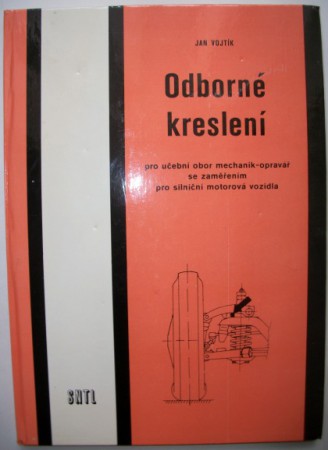 JAN VOJTÍK
Odborné
kreslení
pro učební obor mechanik-opravář
se zaměřením
pro silniční motorová vozidla
SNTL